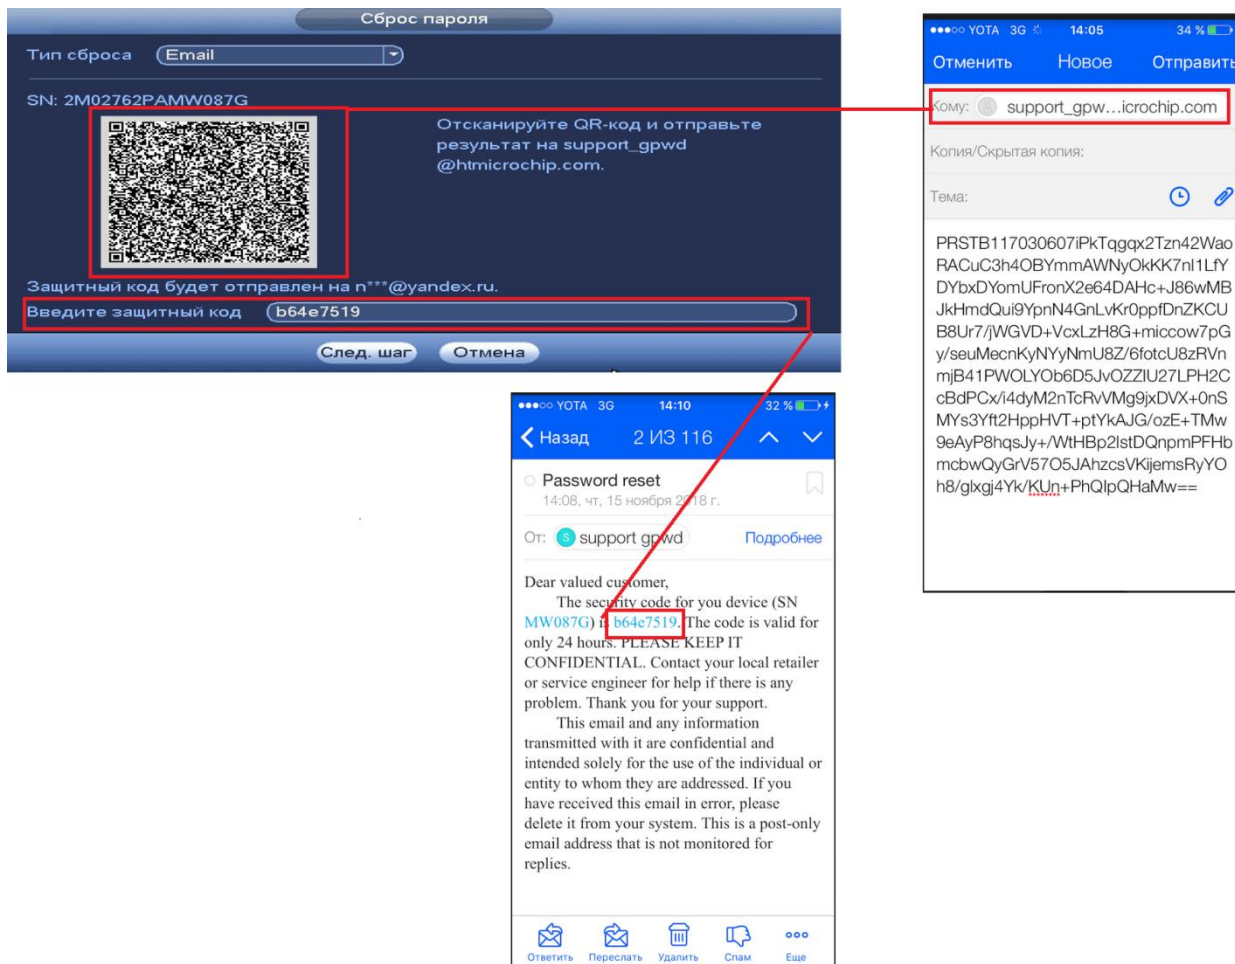 Сброс пароля
Тип сброса Email
SN: 2M02762PAMW087G
Отсканируйте QR-код и отправьте
результат на support_gpwd
@htmicrochip.com.
Защитный код будет отправлен на n***@yandex.ru.
Введите защитный код b64e7519
След. шаг Отмена
YOTA 3G 14:05 34 %
Отменить Новое Отправить
Кому: support_gpw...icrochip.com
Копия/Скрытая копия:
Тема:
PRSTB117030607iPkTqgqx2Tzn42Wao
RACuC3h4OBYmmAWNyOkKK7nI1LfY
DYbxDYomUFronX2e64DAHc+J86wMB
JkHmdQui9YpnN4GnLvKr0ppfDnZKCU
B8Ur7/jWGVD+VcxLzH8G+miccow7pG
y/seuMecnKyNYyNmU8Z/6fotcU8zRVn
mjB41PWOLYOb6D5JvOZZIU27LPH2C
cBdPCx/i4dyM2nTcRvVMg9jxDVX+0nS
MYs3Yft2HppHVT+ptYkAJG/ozE+TMw
9eAyP8hqsJy+/WtHBp2IstDQnpmPFHb
mcbwQyGrV57O5JAhzcsVKijemsRyYO
h8/glxgj4Yk/KUn+PhQIpQHaMw==
YOTA 3G 14:10 32 %
Назад 2 ИЗ 116
Password reset
14:08, чт, 15 ноября 2018 г.
От: S support gpwd Подробнее
Dear valued customer,
The security code for you device (SN
MW087G) is b64e7519. The code is valid for
only 24 hours. PLEASE KEEP IT
CONFIDENTIAL. Contact your local retailer
or service engineer for help if there is any
problem. Thank you for your support.
This email and any information
transmitted with it are confidential and
intended solely for the use of the individual or
entity to whom they are addressed. If you
have received this email in error, please
delete it from your system. This is a post-only
email address that is not monitored for
replies.
Ответить Переслать Удалить Спам Еще